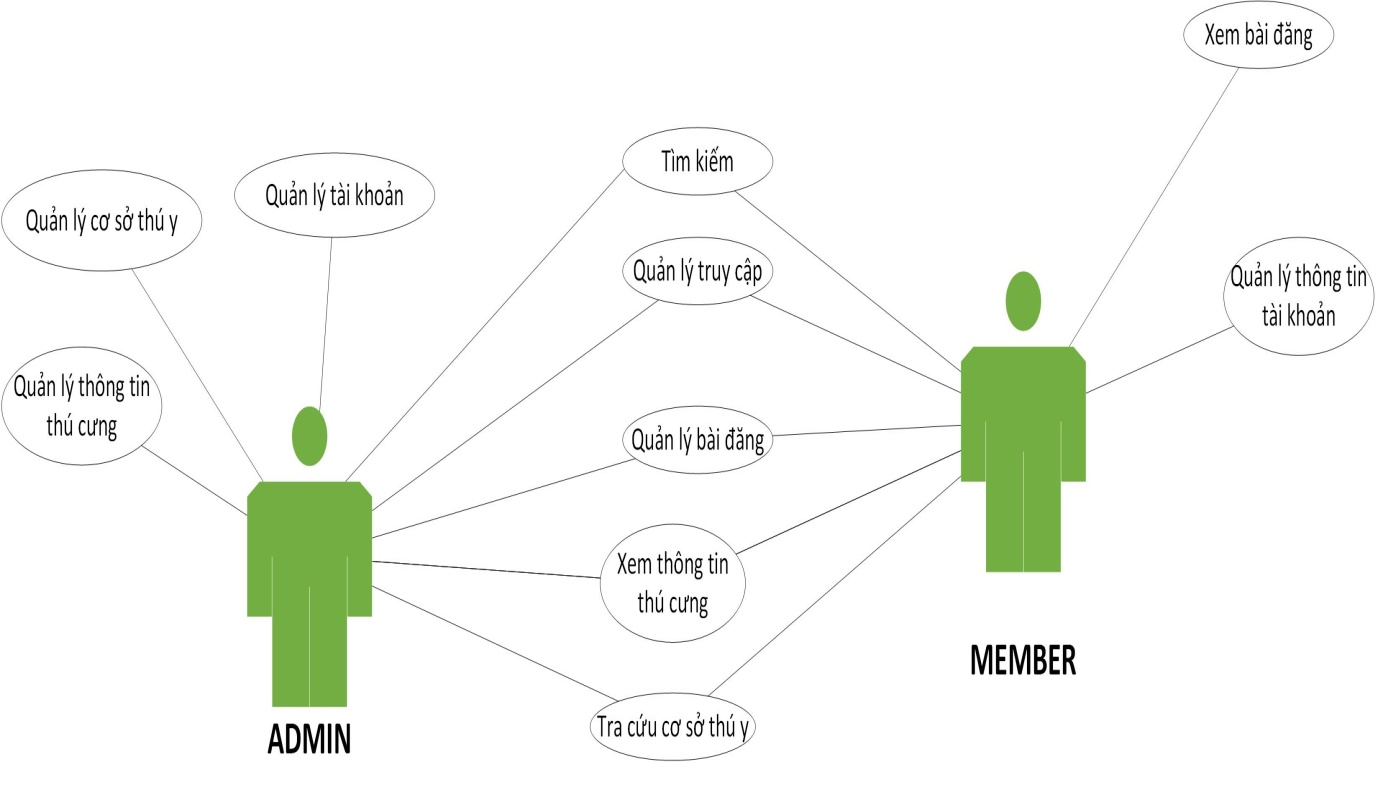 Xem bài đăng
Tìm kiếm
Quản lý tài khoản
Quản lý cơ sở thú y
Quản lý truy cập
Quản lý thông tin
tài khoản
Quản lý thông tin
thú cưng
Quản lý bài đăng
Xem thông tin
thú cưng
MEMBER
Tra cứu cơ sở thú y
ADMIN